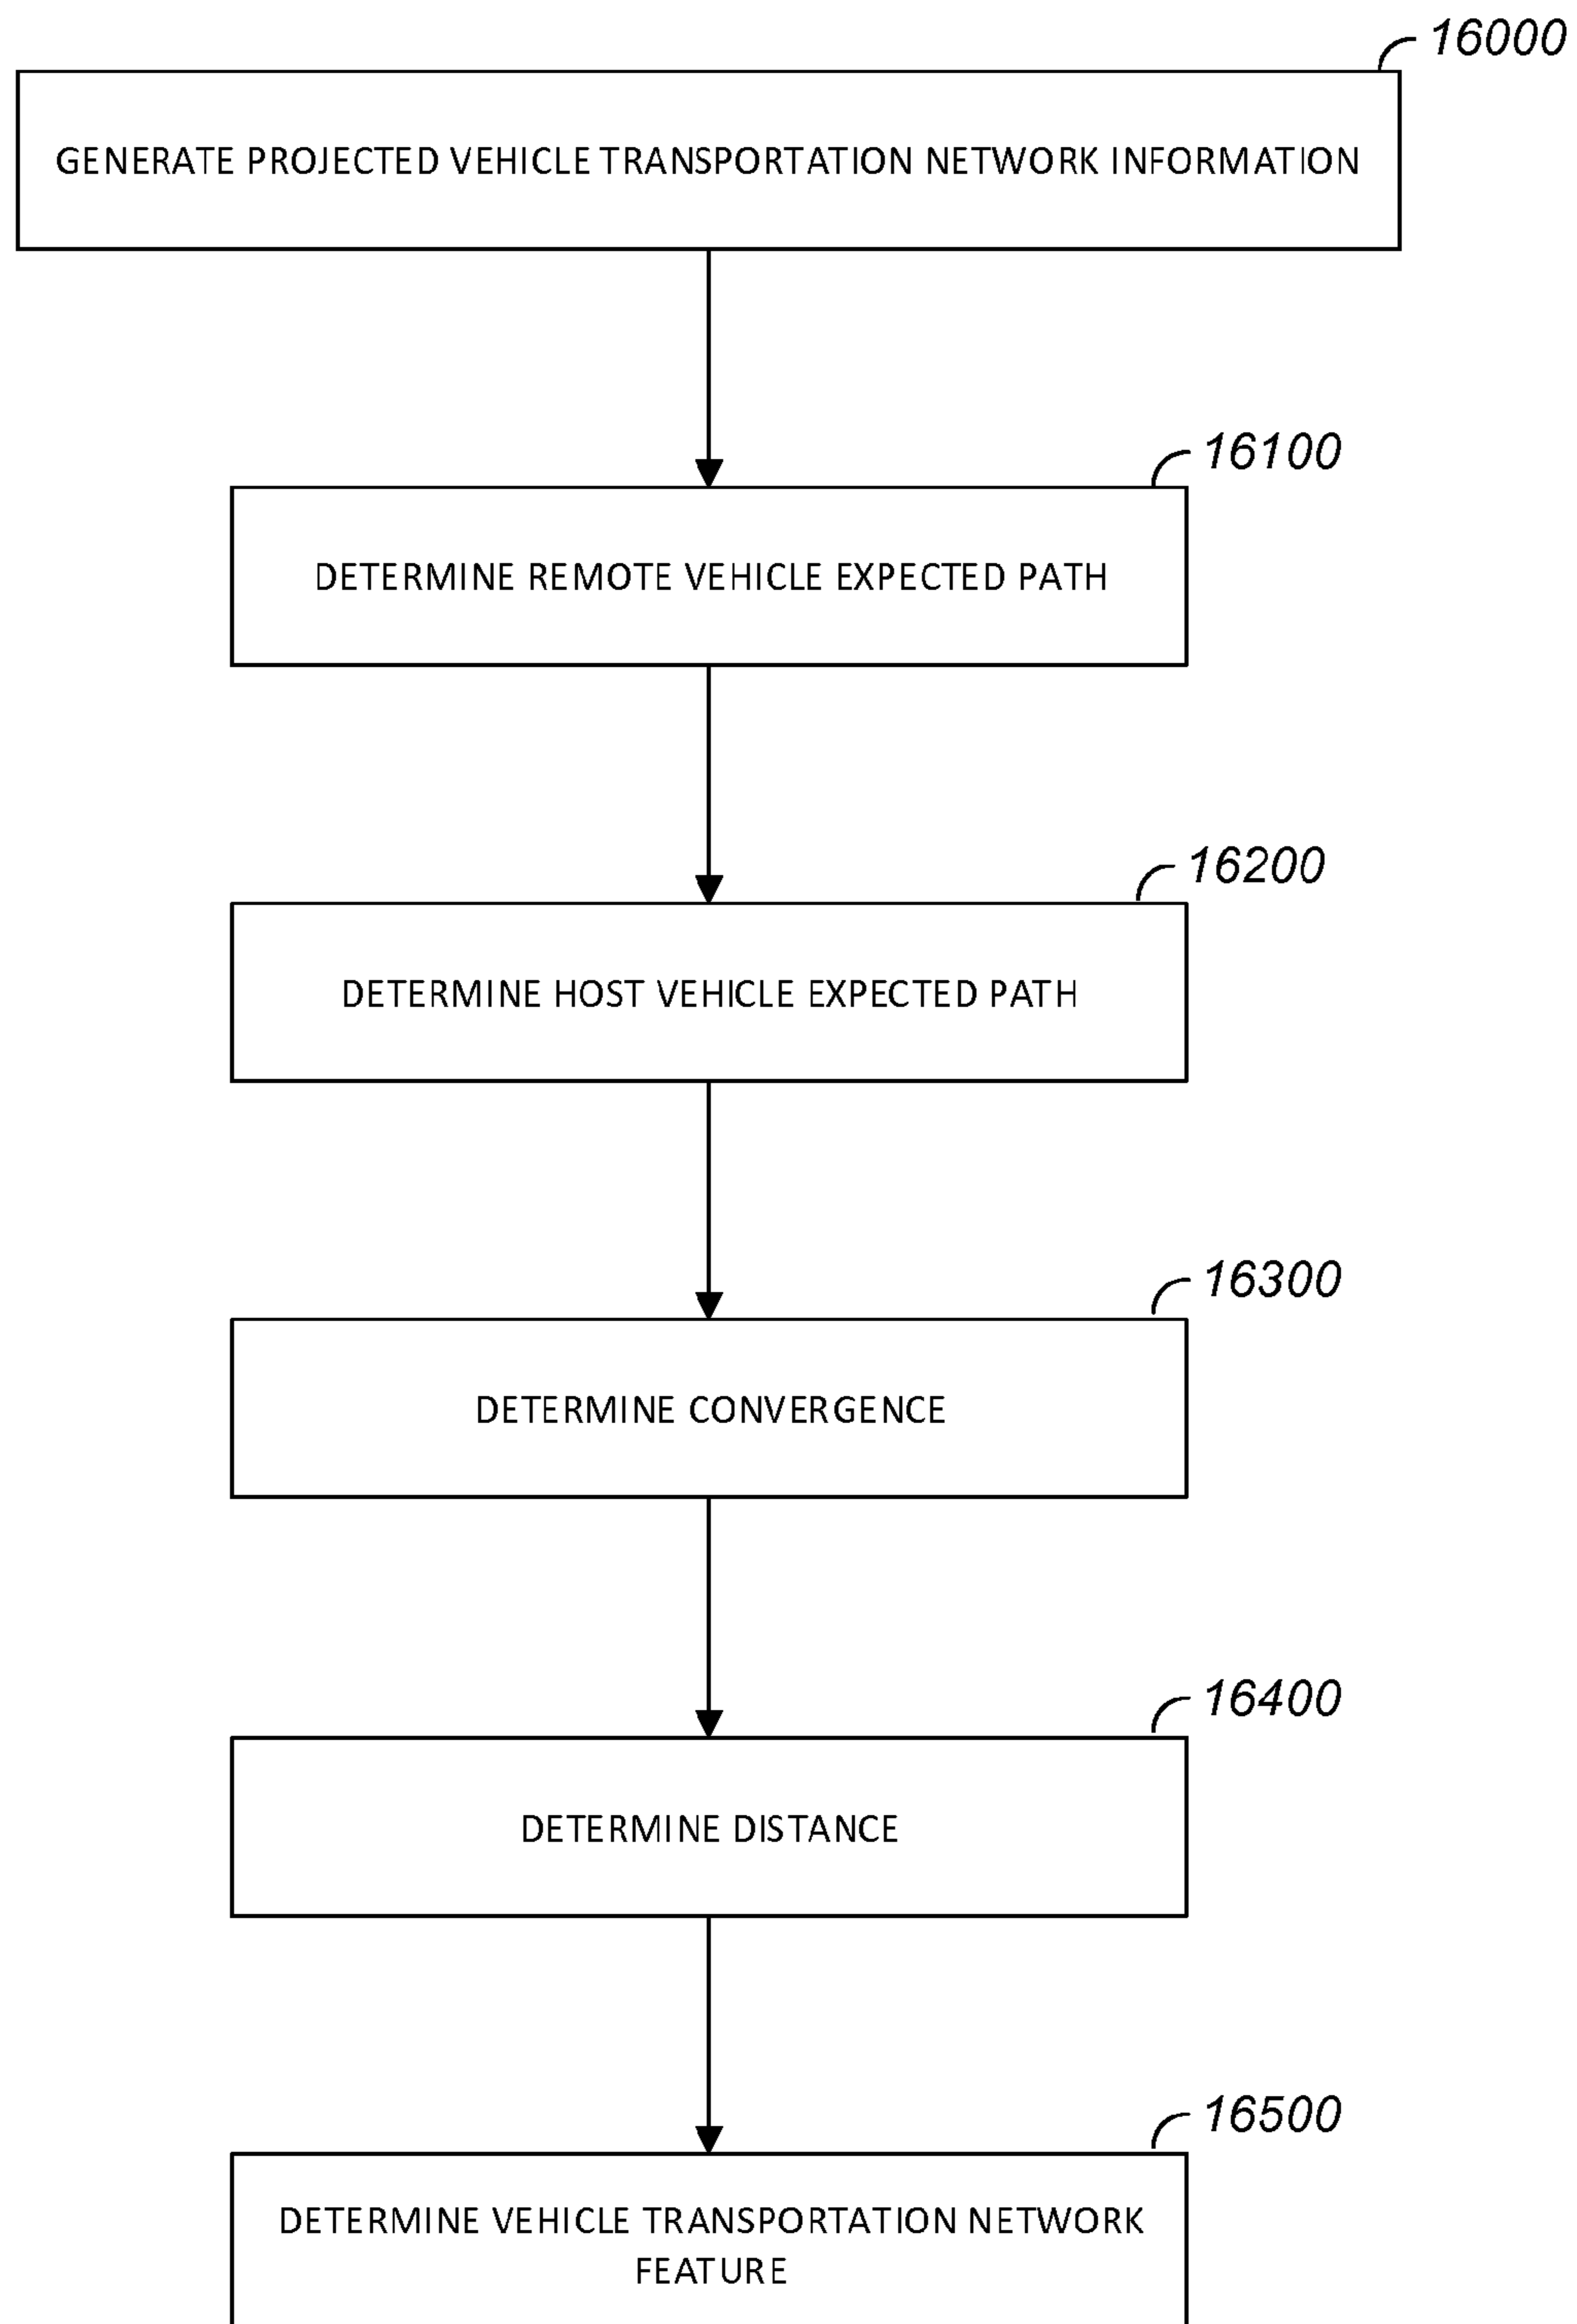 16000
GENERATE PROJECTED VEHICLE TRANSPORTATION NETWORK INFORMATION
16100
DETERMINE REMOTE VEHICLE EXPECTED PATH
16200
DETERMINE HOST VEHICLE EXPECTED PATH
16300
DETERMINE CONVERGENCE
16400
DETERMINE DISTANCE
16500
DETERMINE VEHICLE TRANSPORTATION NETWORK
FEATURE